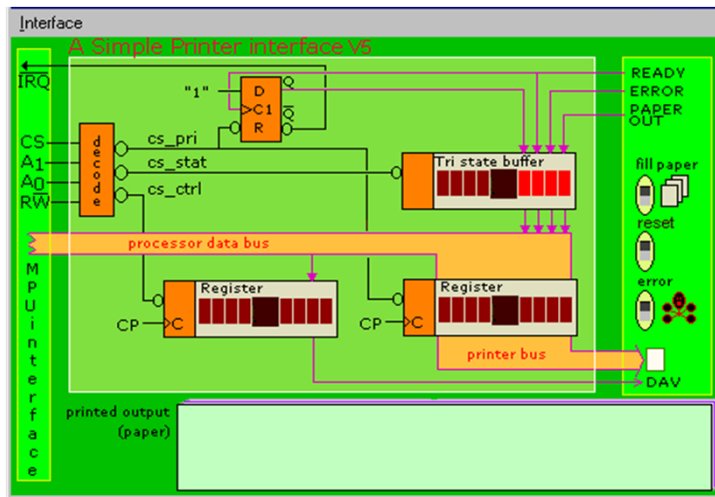 Interface
A Simple Printer interface V5
IRQ
"1"
D
Q
C1
Q
R
READY
ERROR
PAPER
OUT
CS
A1
A0
RW
decode
cs_pri
cs_stat
cs_ctrl
Tri state buffer
fill paper
reset
error
processor data bus
MPUinterface
Register
CP
C
Register
CP
C
printer bus
DAV
printed output
(paper)